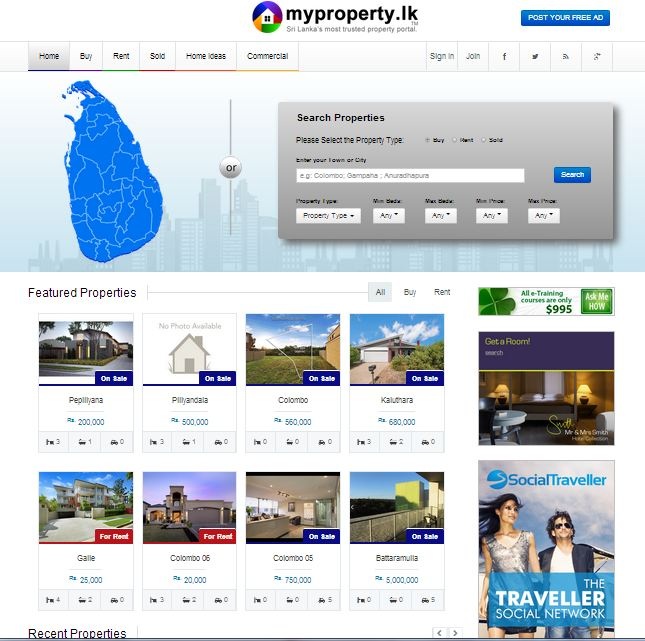 myproperty.lk
TM
Sri Lanka's most trusted property portal.
POST YOUR FREE AD
Home Buy Rent Sold Home Ideas Commercial Sign in Join
Search Properties
Please Select the Property Type: Buy Rent Sold
or
Enter your Town or City
e.g: Colombo; Gampaha ; Anuradhapura
Search
Property Type: Min Beds: Max Beds: Min Price: Max Price:
Property Type Any Any Any Any
Featured Properties All Buy Rent
All e-Training
courses are only
$995
Ask Me
HOW
No Photo Available
On Sale On Sale On Sale On Sale
Pepiliyana Piliyandala Colombo Kaluthara
Rs. 200,000 Rs. 500,000 Rs. 560,000 Rs. 680,000
3 1 0 3 1 0 0 0 0 3 2 0
Get a Room!
search
Smith
Mr & Mrs Smith
Hotel Collection
For Rent For Rent On Sale On Sale
Galle Colombo 06 Colombo 05 Battaramulla
Rs. 25,000 Rs. 20,000 Rs. 750,000 Rs. 5,000,000
4 2 0 3 2 0 0 0 5 0 0 5
SocialTraveller
THE
TRAVELLER
SOCIAL NETWORK
Recent Properties